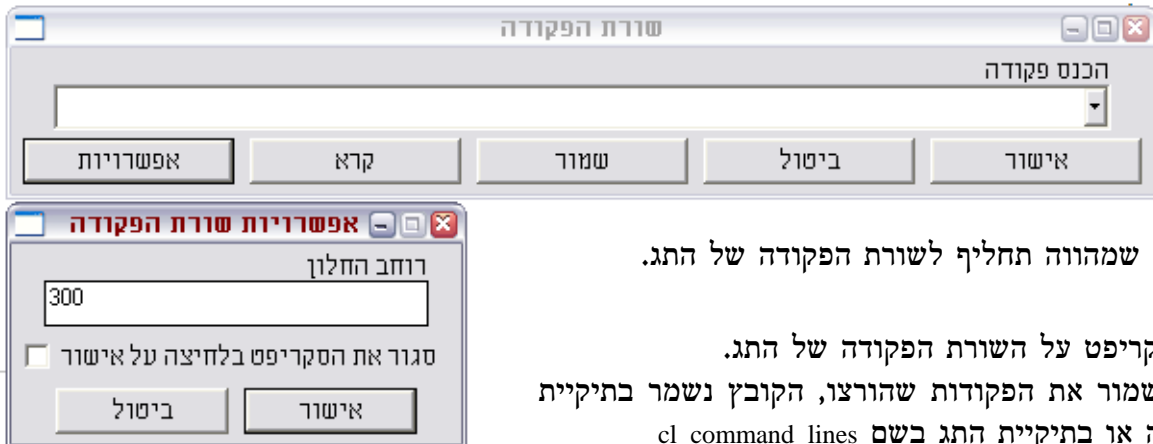 שורת הפקודה
הכנס פקודה
אישור
ביטול
שמור
קרא
אפשרויות
אפשרויות שורת הפקודה
רוחב החלון
300
סגור את הסקריפט בלחיצה על אישור
אישור
ביטול
שמהווה תחליף לשורת הפקודה של התג.
על השורת הפקודה של התג.
את הפקודות שהורצו, הקובץ נשמר בתיקיית
או בתיקיית התג בשם cl command lines